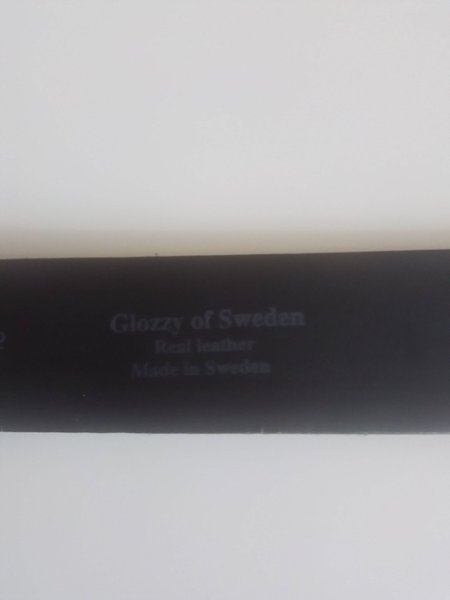 Glozzy of Sweden
Real leather
Made in Sweden